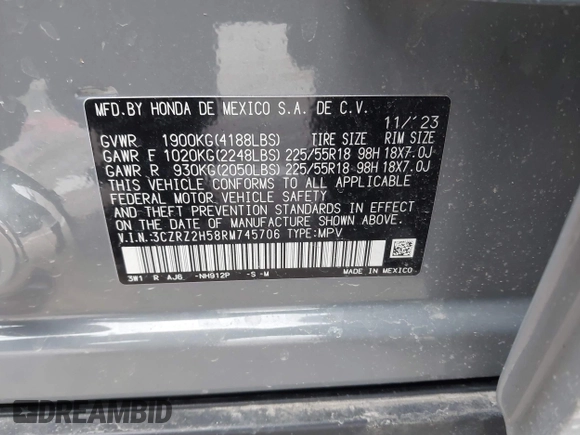 MFD.BY HONDA DE MEXICO S.A. DE C.V.
11/'23
GVWR 1900KG(4188LBS) TIRE SIZE RIM SIZE
GAWR F 1020KG(2248LBS) 225/55R18 98H 18X7.0J
GAWR R 930KG(2050LBS) 225/55R18 98H 18X7.0J
THIS VEHICLE CONFORMS TO ALL APPLICABLE
FEDERAL MOTOR VEHICLE SAFETY
AND THEFT PREVENTION STANDARDS IN EFFECT
ON THE DATE OF MANUFACTURE SHOWN ABOVE.
V.I.N.:3CZRZ2H58RM745706 TYPE:MPV
3W1 R AJ6 -NH912P -S -M MADE IN MEXICO
DREAMBID